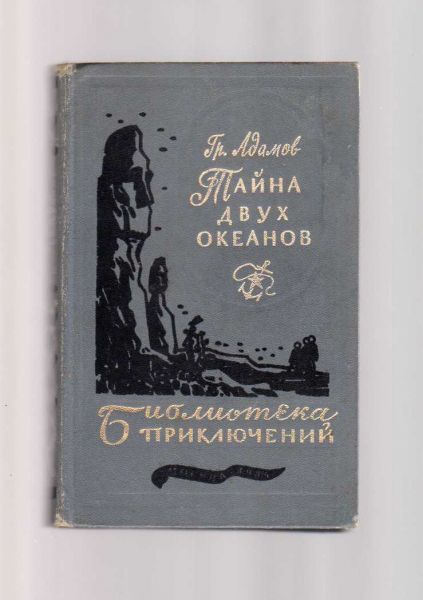 Гр. Адамов
ТАЙНА
ДВУХ
ОКЕАНОВ
Библиотека
ПРИКЛЮЧЕНИЙ